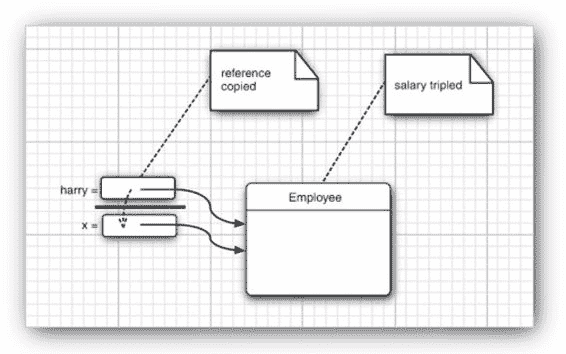 reference
copied
salary tripled
harry =
Employee
x =